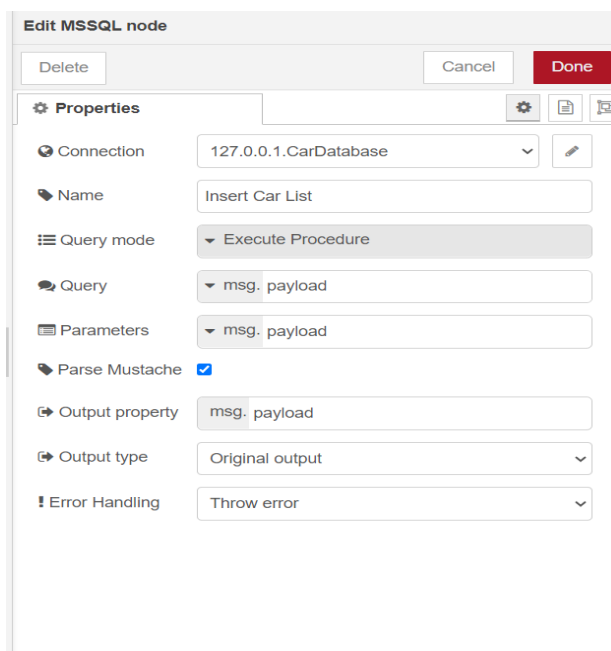 Edit MSSQL node
Delete Cancel Done
Properties
Connection 127.0.0.1.CarDatabase
Name Insert Car List
Query mode Execute Procedure
Query msg. payload
Parameters msg. payload
Parse Mustache
Output property msg. payload
Output type Original output
Error Handling Throw error